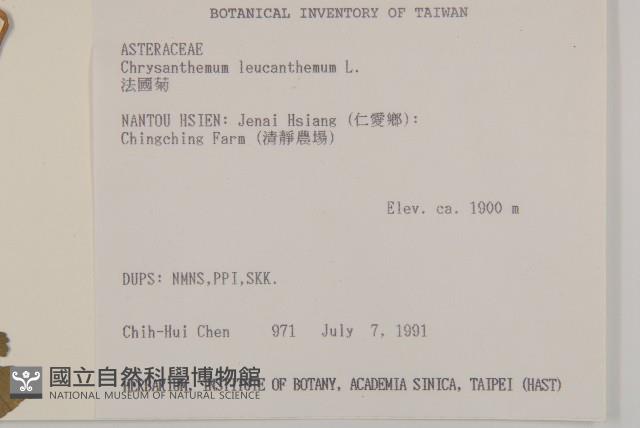 BOTANICAL INVENTORY OF TAIWAN
ASTERACEAE
Chrysanthemum leucanthemum L.
法國菊
NANTOU HSIEN: Jenai Hsiang (仁愛鄉):
Chingching Farm (清靜農場)
Elev. ca. 1900 m
DUPS: NMNS,PPI,SKK.
Chih-Hui Chen 971 July 7, 1991
國立自然科學博物館
HERBARIUM, INSTITUTE OF BOTANY, ACADEMIA SINICA, TAIPEI (HAST)
NATIONAL MUSEUM OF NATURAL SCIENCE